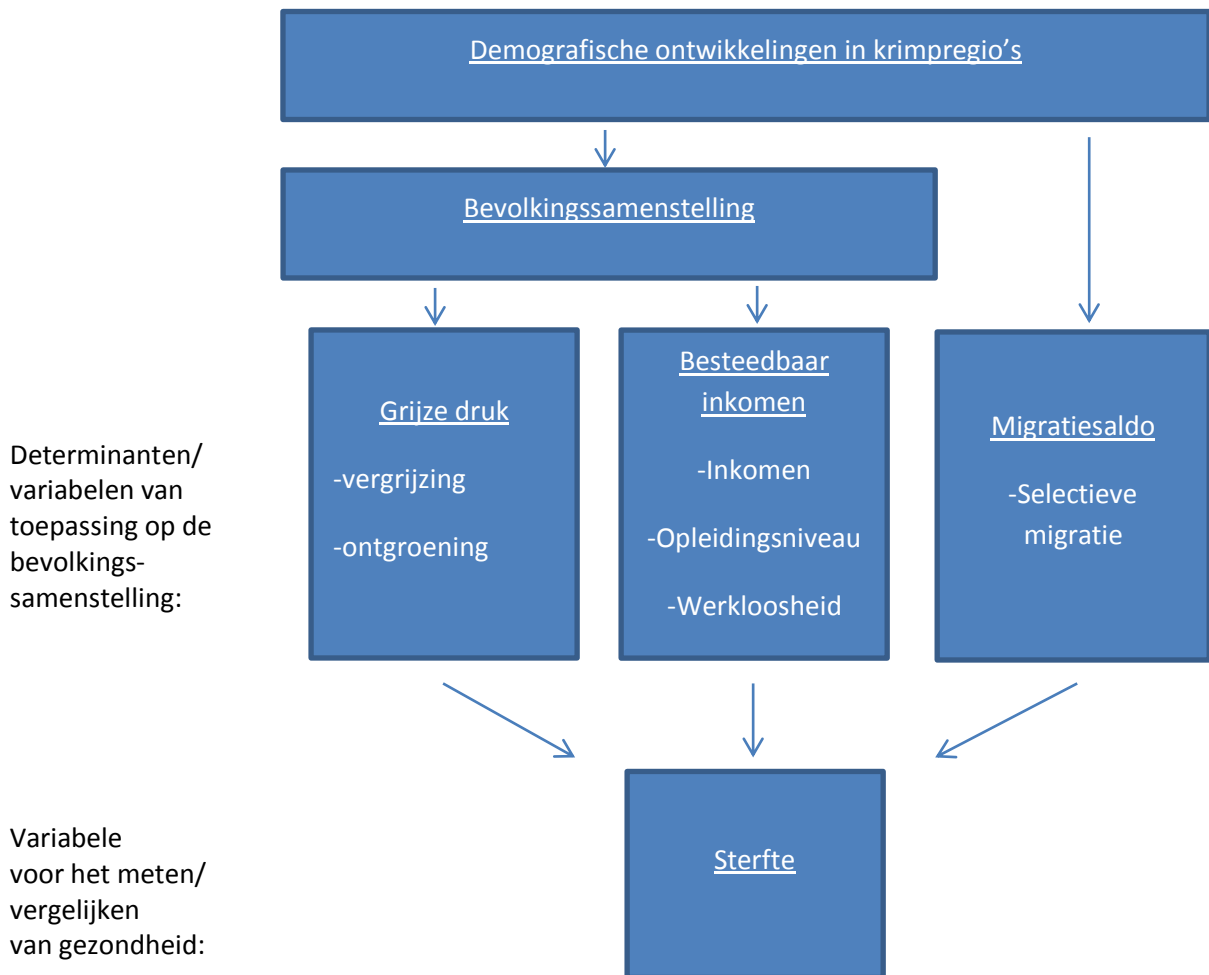 Demografische ontwikkelingen in krimpregio’s
Bevolkingssamenstelling
Determinanten/
variabelen van
toepassing op de
bevolkings-
samenstelling:
Grijze druk
-vergrijzing
-ontgroening
Besteedbaar
inkomen
-Inkomen
-Opleidingsniveau
-Werkloosheid
Migratiesaldo
-Selectieve
migratie
Variabele
voor het meten/
vergelijken
van gezondheid:
Sterfte